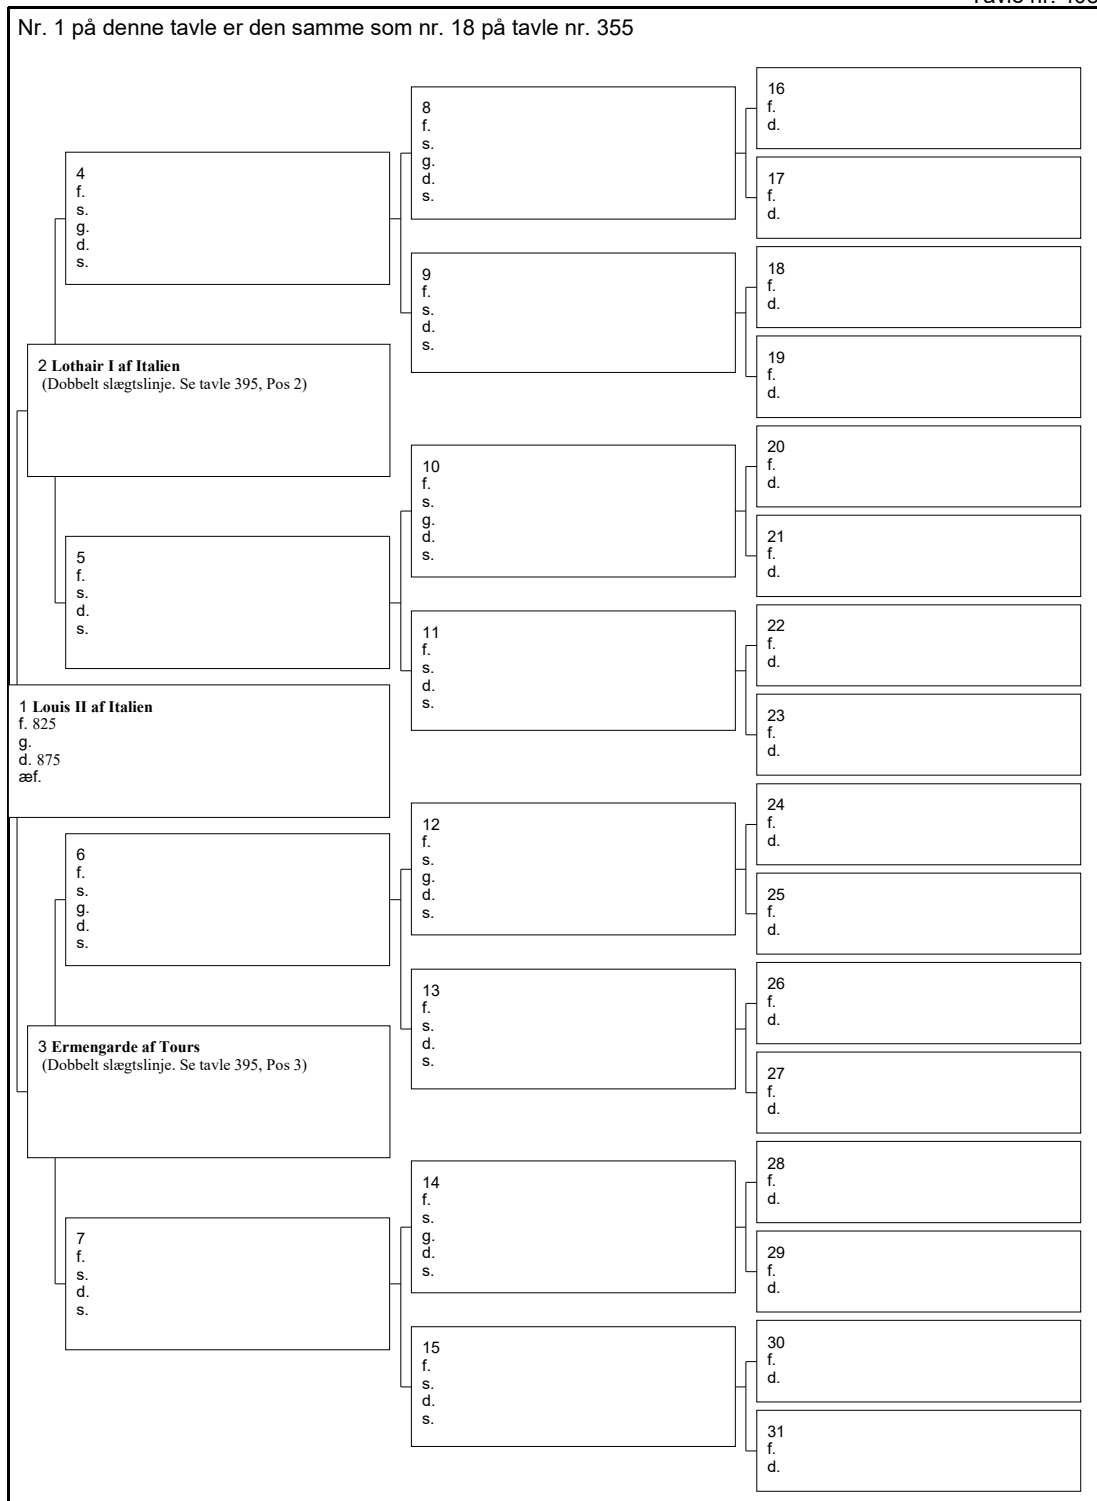 Nr. 1 på denne tavle er den samme som nr. 18 på tavle nr. 355
16
f.
d.
8
f.
s.
g.
d.
s.
17
f.
d.
4
f.
s.
g.
d.
s.
18
f.
d.
9
f.
s.
d.
s.
19
f.
d.
2 Lothair I af Italien
(Dobbelt slægtslinje. Se tavle 395, Pos 2)
20
f.
d.
10
f.
s.
g.
d.
s.
21
f.
d.
5
f.
s.
d.
s.
22
f.
d.
11
f.
s.
d.
s.
23
f.
d.
1 Louis II af Italien
f. 825
g.
d. 875
æf.
24
f.
d.
12
f.
s.
g.
d.
s.
25
f.
d.
6
f.
s.
g.
d.
s.
26
f.
d.
13
f.
s.
d.
s.
27
f.
d.
3 Ermengarde af Tours
(Dobbelt slægtslinje. Se tavle 395, Pos 3)
28
f.
d.
14
f.
s.
g.
d.
s.
29
f.
d.
7
f.
s.
d.
s.
30
f.
d.
15
f.
s.
d.
s.
31
f.
d.